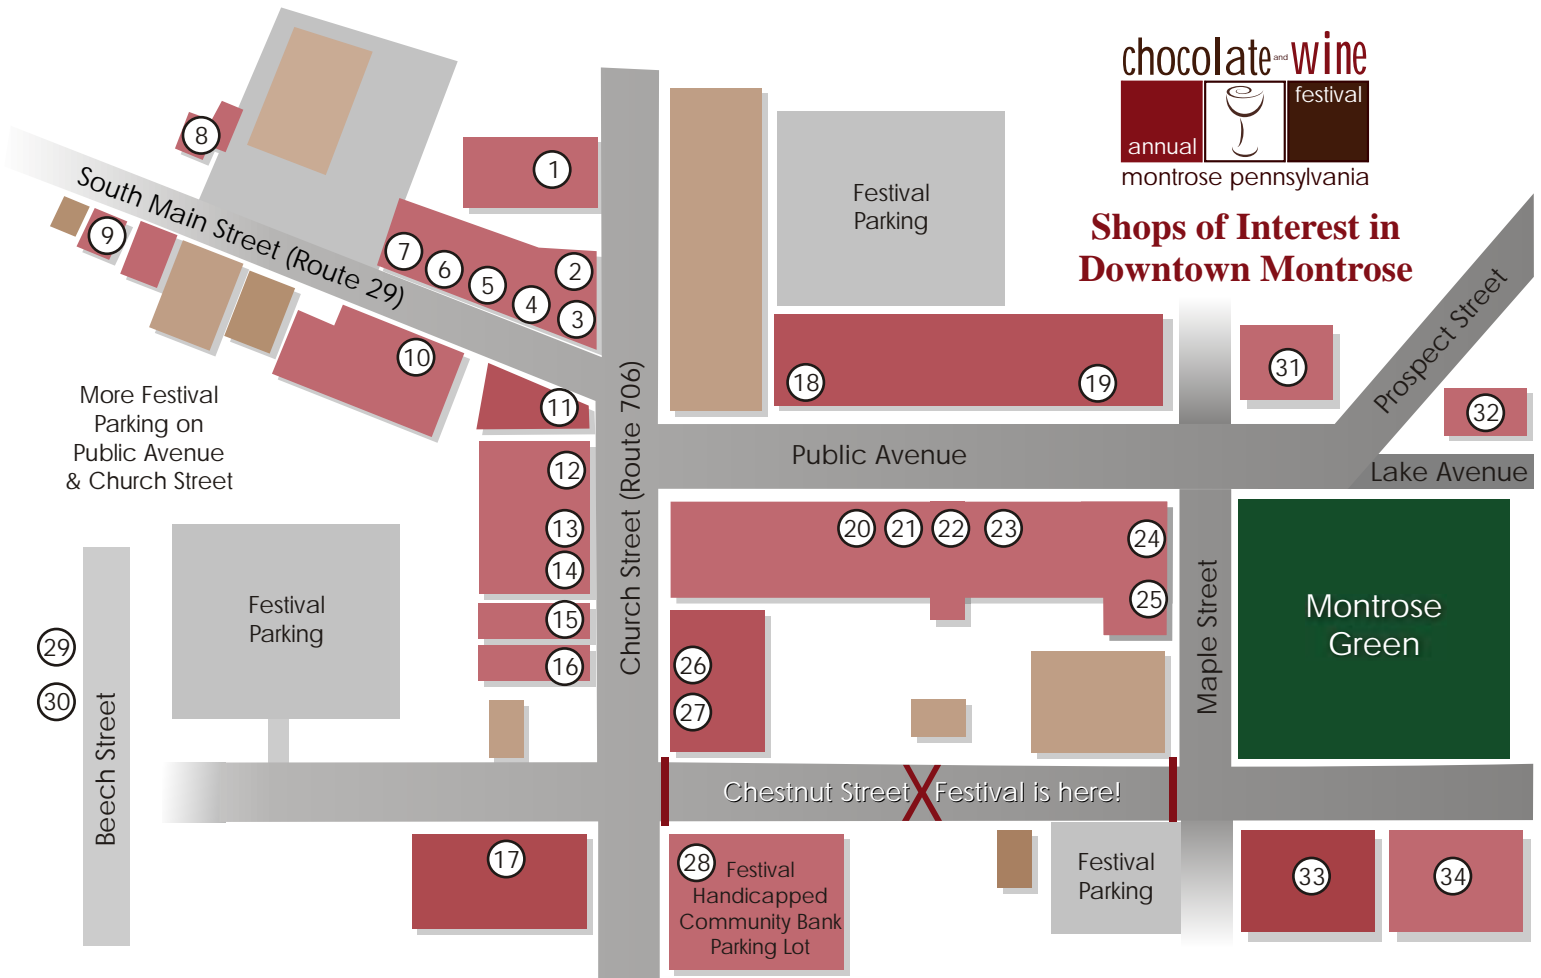 chocolate and wine
festival
annual
montrose pennsylvania
Shops of Interest in
Downtown Montrose
8
1
South Main Street (Route 29)
9
7
6
5
4
2
3
10
11
Festival
Parking
18
19
31
Prospect Street
32
More Festival
Parking on
Public Avenue
& Church Street
Church Street (Route 706)
Public Avenue
Lake Avenue
12
13
14
15
16
20
21
22
23
24
25
Maple Street
Montrose
Green
Festival
Parking
29
30
Beech Street
26
27
Chestnut Street X Festival is here!
17
28
Festival
Handicapped
Community Bank
Parking Lot
Festival
Parking
33
34